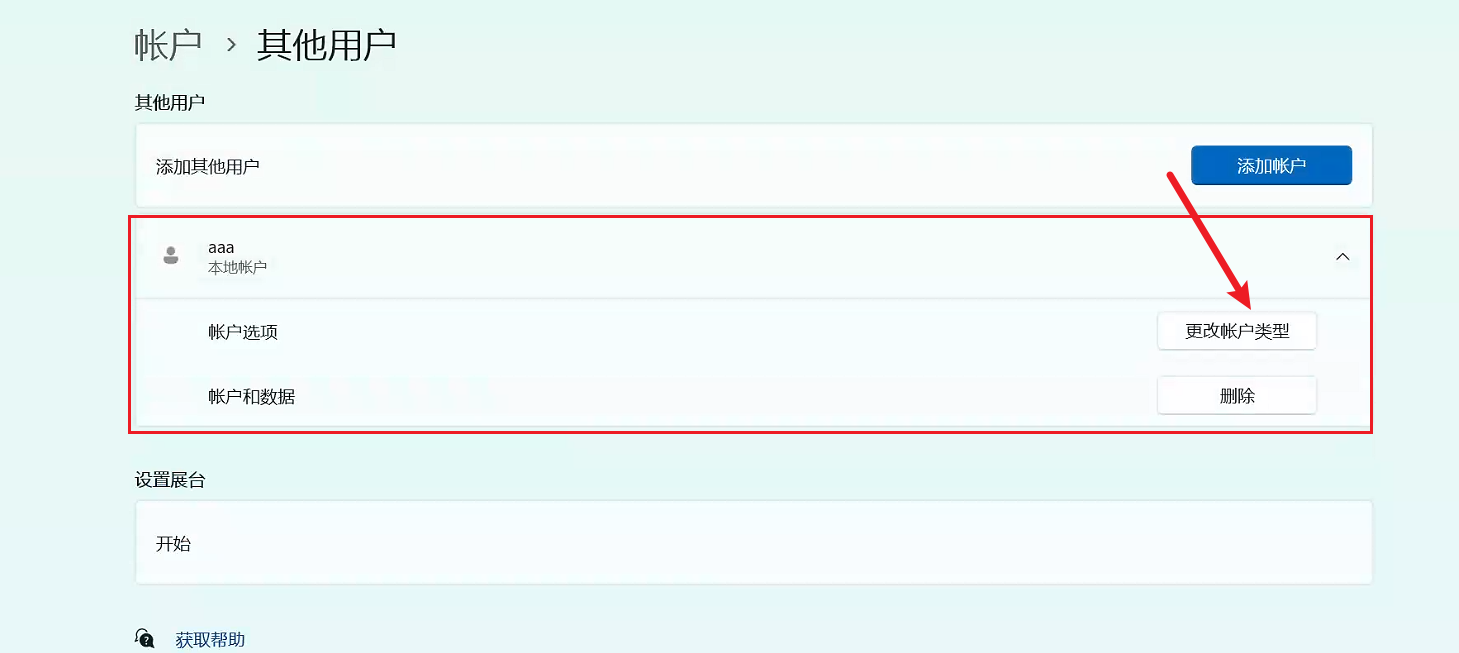 帐户 › 其他用户
其他用户
添加其他用户 添加帐户
aaa
本地帐户
帐户选项 更改帐户类型
帐户和数据 删除
设置展台
开始
获取帮助